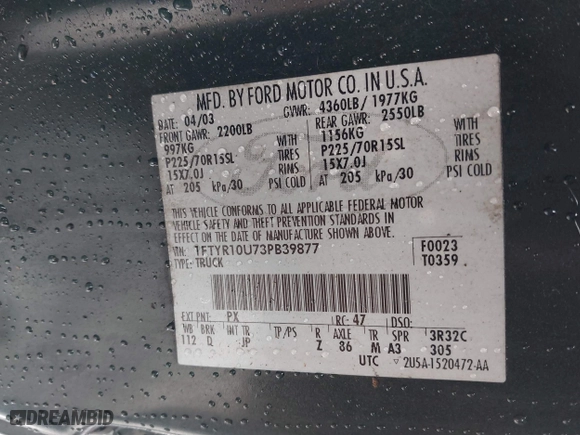 MFD. BY FORD MOTOR CO. IN U.S.A.
DATE: 04/03 GVWR: 4360LB/ 1977KG
FRONT GAWR: 2200LB REAR GAWR: 2550LB
997KG WITH 1156KG WITH
P225/70R15SL TIRES P225/70R15SL TIRES
15X7.0J RIMS 15X7.0J RIMS
AT 205 kPa/30 PSI COLD AT 205 kPa/30 PSI COLD
THIS VEHICLE CONFORMS TO ALL APPLICABLE FEDERAL MOTOR
VEHICLE SAFETY AND THEFT PREVENTION STANDARDS IN
EFFECT ON THE DATE OF MANUFACTURE SHOWN ABOVE.
VIN: 1FTYR10U73PB39877 F0023
TYPE: TRUCK T0359
EXT PNT: PX RC: 47 DSO:
WB BRK INT TR TP/PS R AXLE TR SPR 3R32C
112 Q JP Z 86 M A3 305
UTC ▽ 2U5A-1520472-AA
DREAMBID